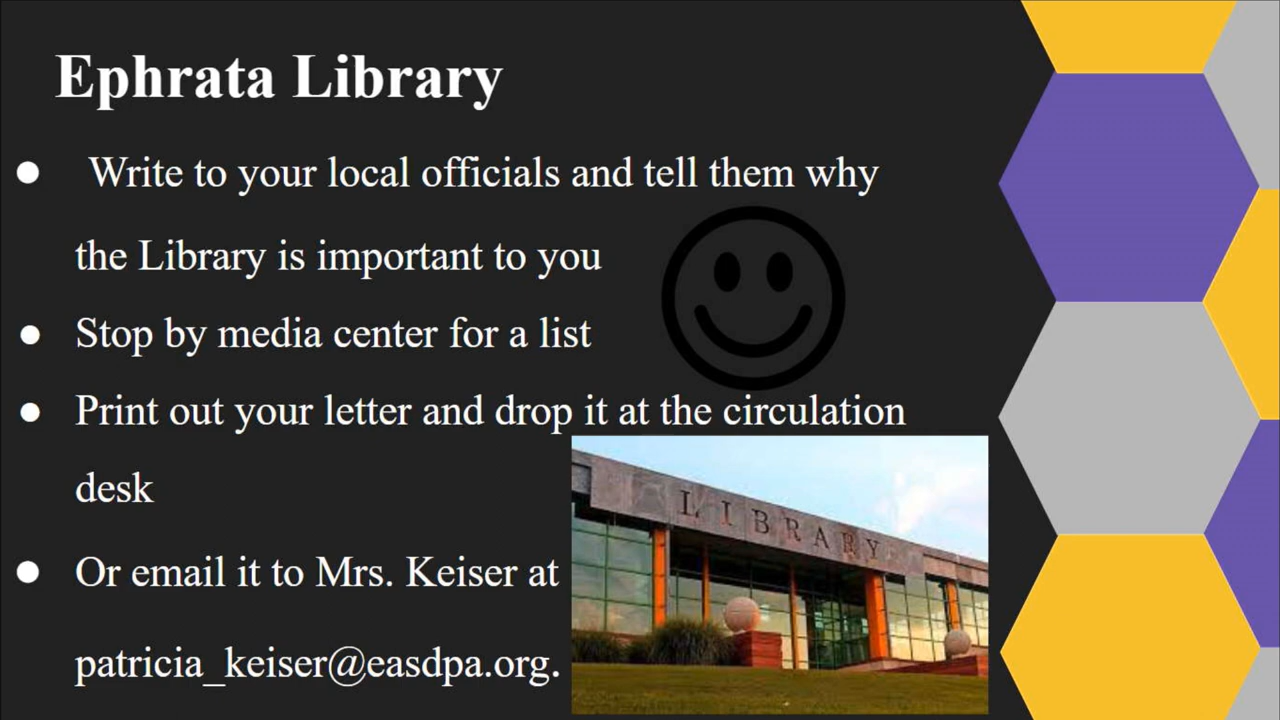 Ephrata Library
● Write to your local officials and tell them why
the Library is important to you
● Stop by media center for a list
● Print out your letter and drop it at the circulation
desk
● Or email it to Mrs. Keiser at
patricia_keiser@easdpa.org.
LIBRARY